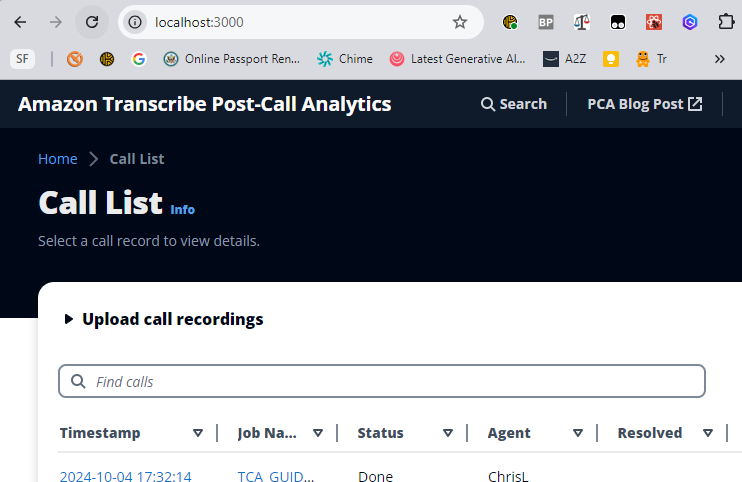 localhost:3000
BP
SF
Online Passport Ren...
Chime
Latest Generative AI...
A2Z
Tr
Amazon Transcribe Post-Call Analytics
Search
PCA Blog Post
Home
Call List
Call List Info
Select a call record to view details.
Upload call recordings
Find calls
Timestamp Job Na... Status Agent Resolved
2024-10-04 17:32:14 TCA_GUID... Done ChrisL